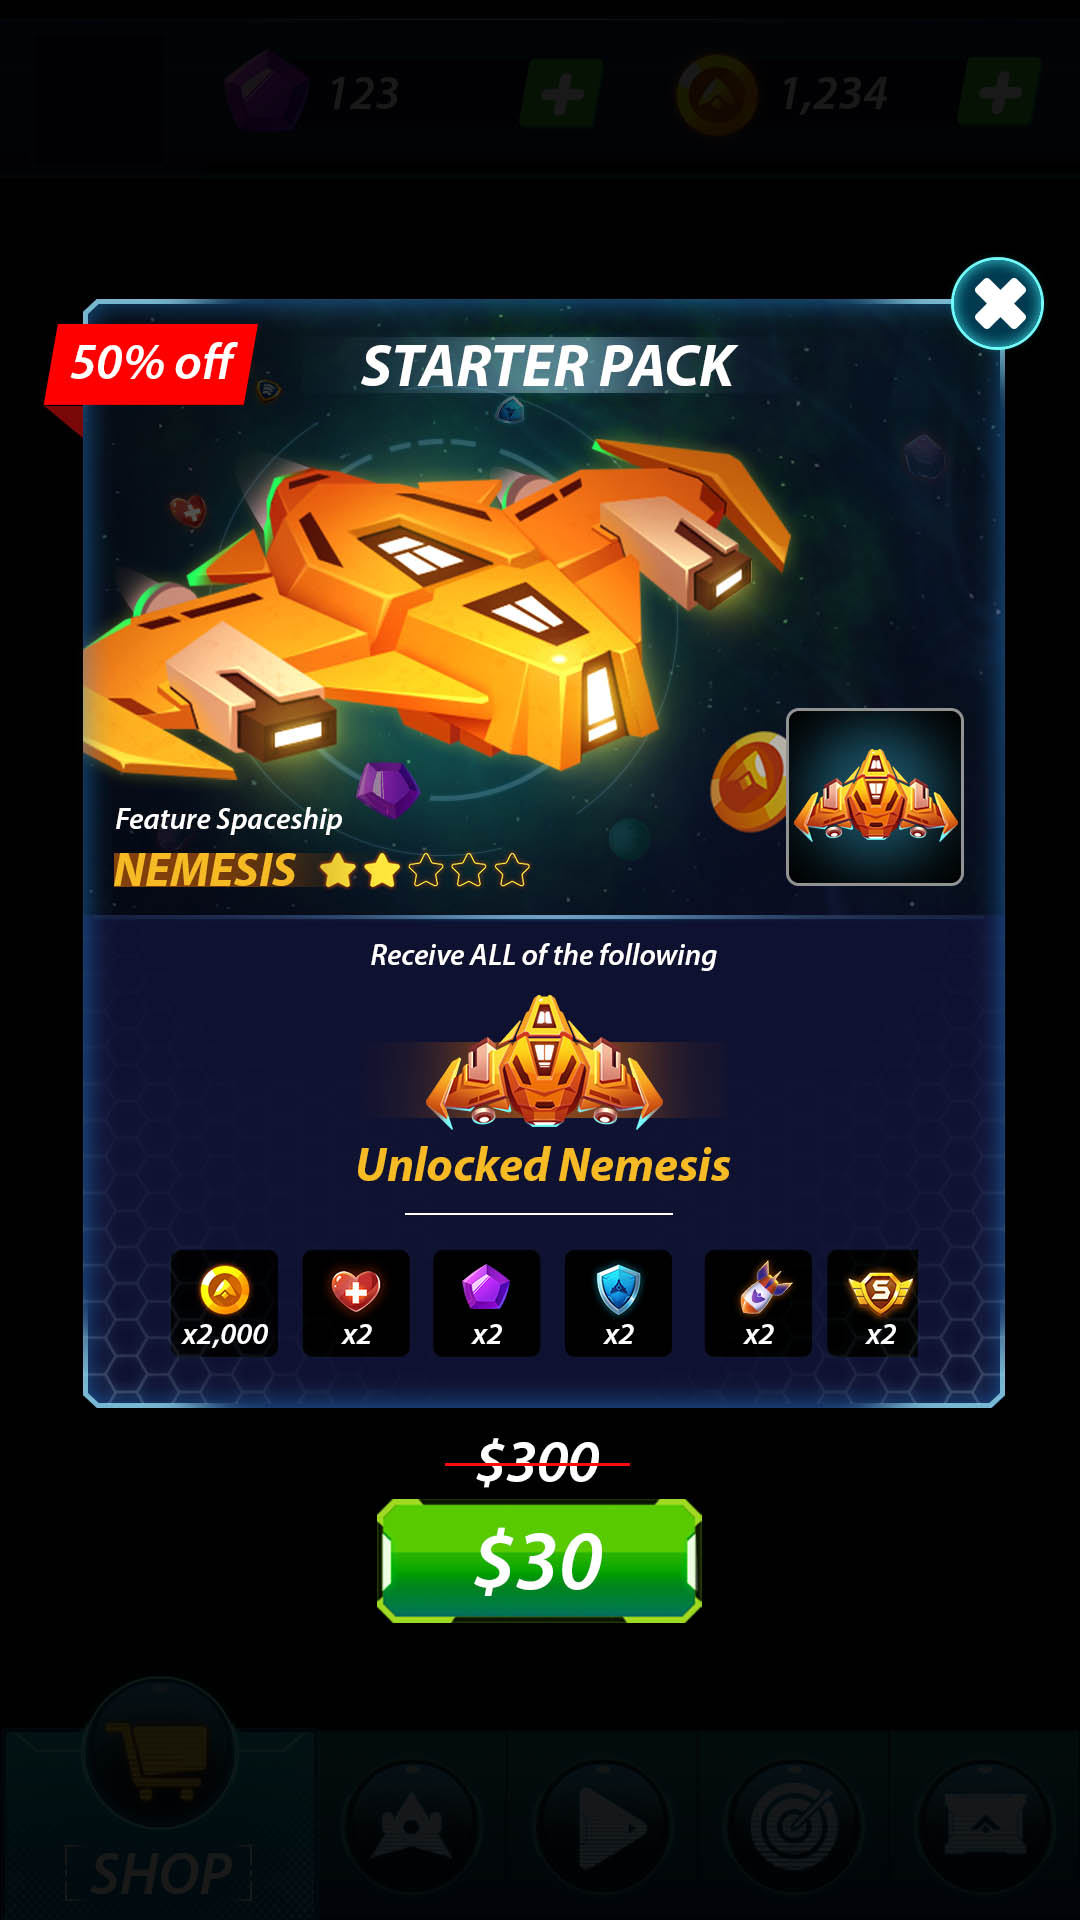 123
1,234
50% off
STARTER PACK
Feature Spaceship
NEMESIS
Receive ALL of the following
Unlocked Nemesis
x2,000
x2
x2
x2
x2
S
x2
$300
$30
SHOP